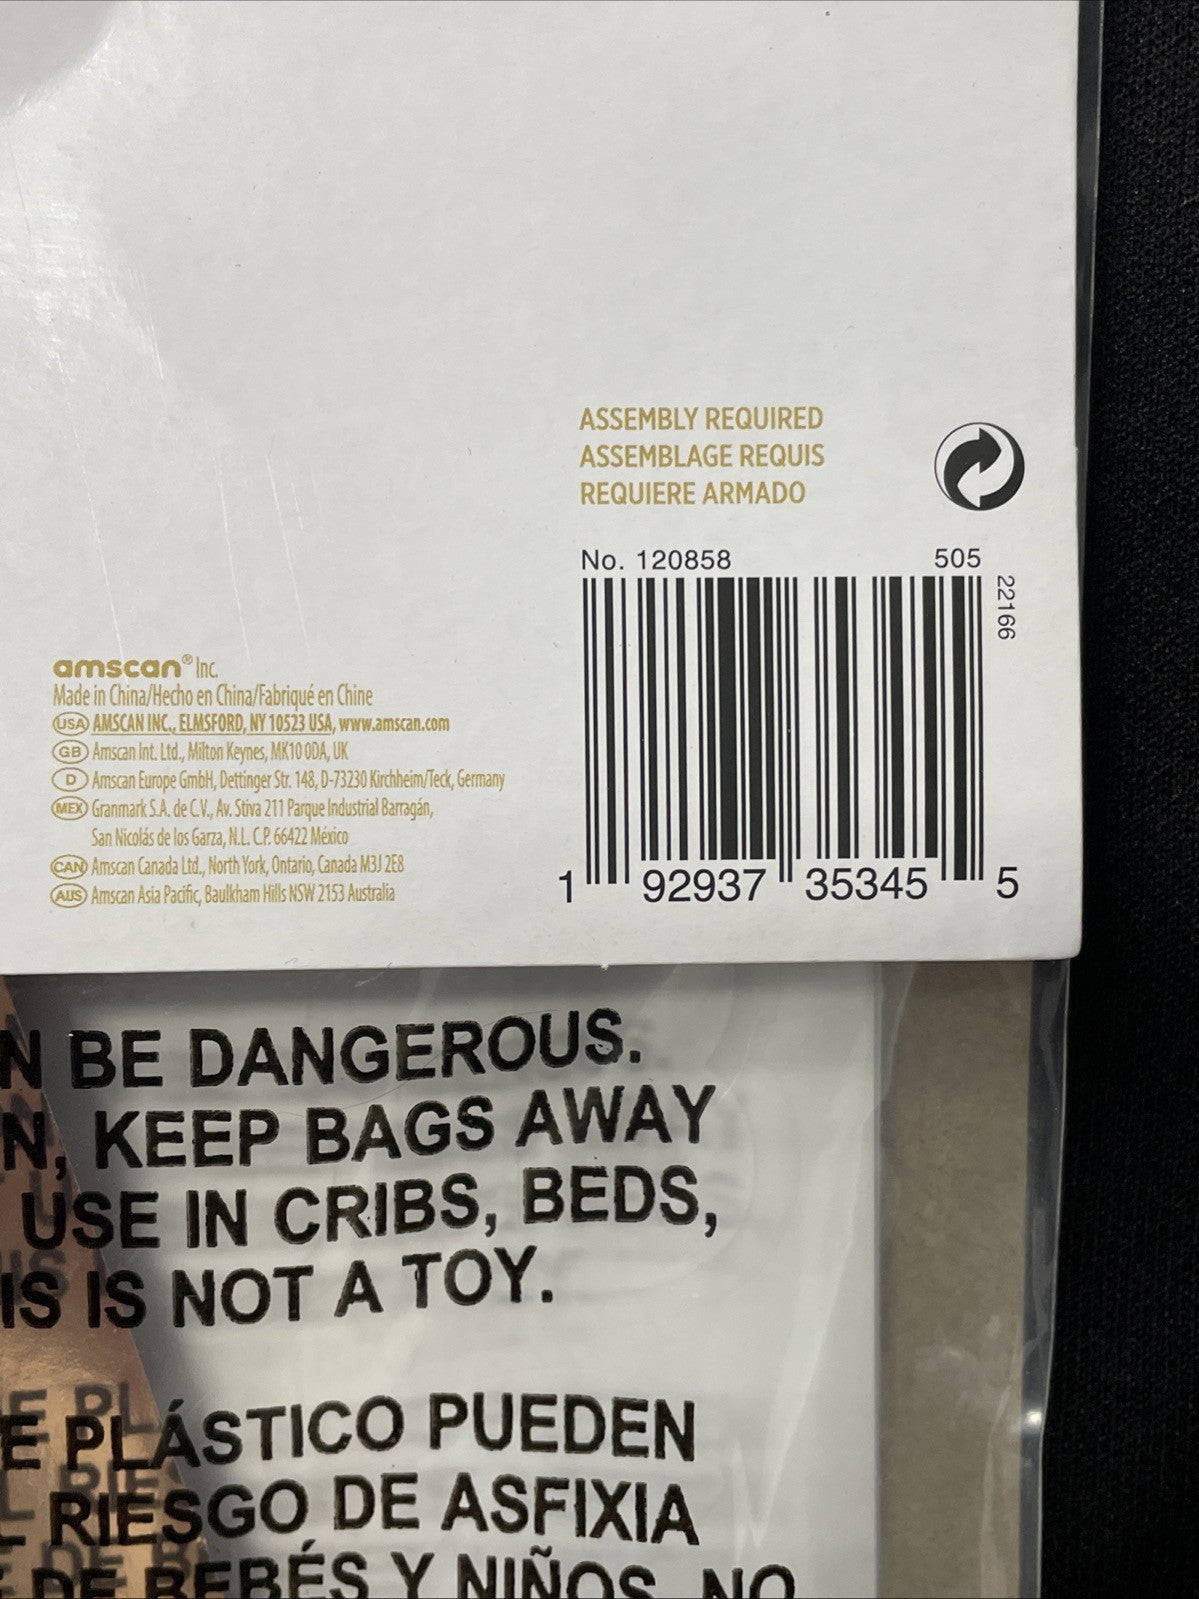 ASSEMBLY REQUIRED
ASSEMBLAGE REQUIS
REQUIERE ARMADO
No. 120858 505
22166
1 92937 35345 5
amscan® Inc.
Made in China/Hecho en China/Fabriqué en Chine
USA AMSCAN INC., ELMSFORD, NY 10523 USA, www.amscan.com
GB Amscan Int. Ltd., Milton Keynes, MK10 0DA, UK
D Amscan Europe GmbH, Dettinger Str. 148, D-73230 Kirchheim/Teck, Germany
MEX Granmark S.A. de C.V., Av. Stiva 211 Parque Industrial Barragán,
San Nicolás de los Garza, N.L. C.P. 66422 México
CAN Amscan Canada Ltd., North York, Ontario, Canada M3J 2E8
AUS Amscan Asia Pacific, Baulkham Hills NSW 2153 Australia
N BE DANGEROUS.
N, KEEP BAGS AWAY
USE IN CRIBS, BEDS,
IS IS NOT A TOY.
E PLÁSTICO PUEDEN
L RIESGO DE ASFIXIA
E DE BEBÉS Y NIÑOS. NO